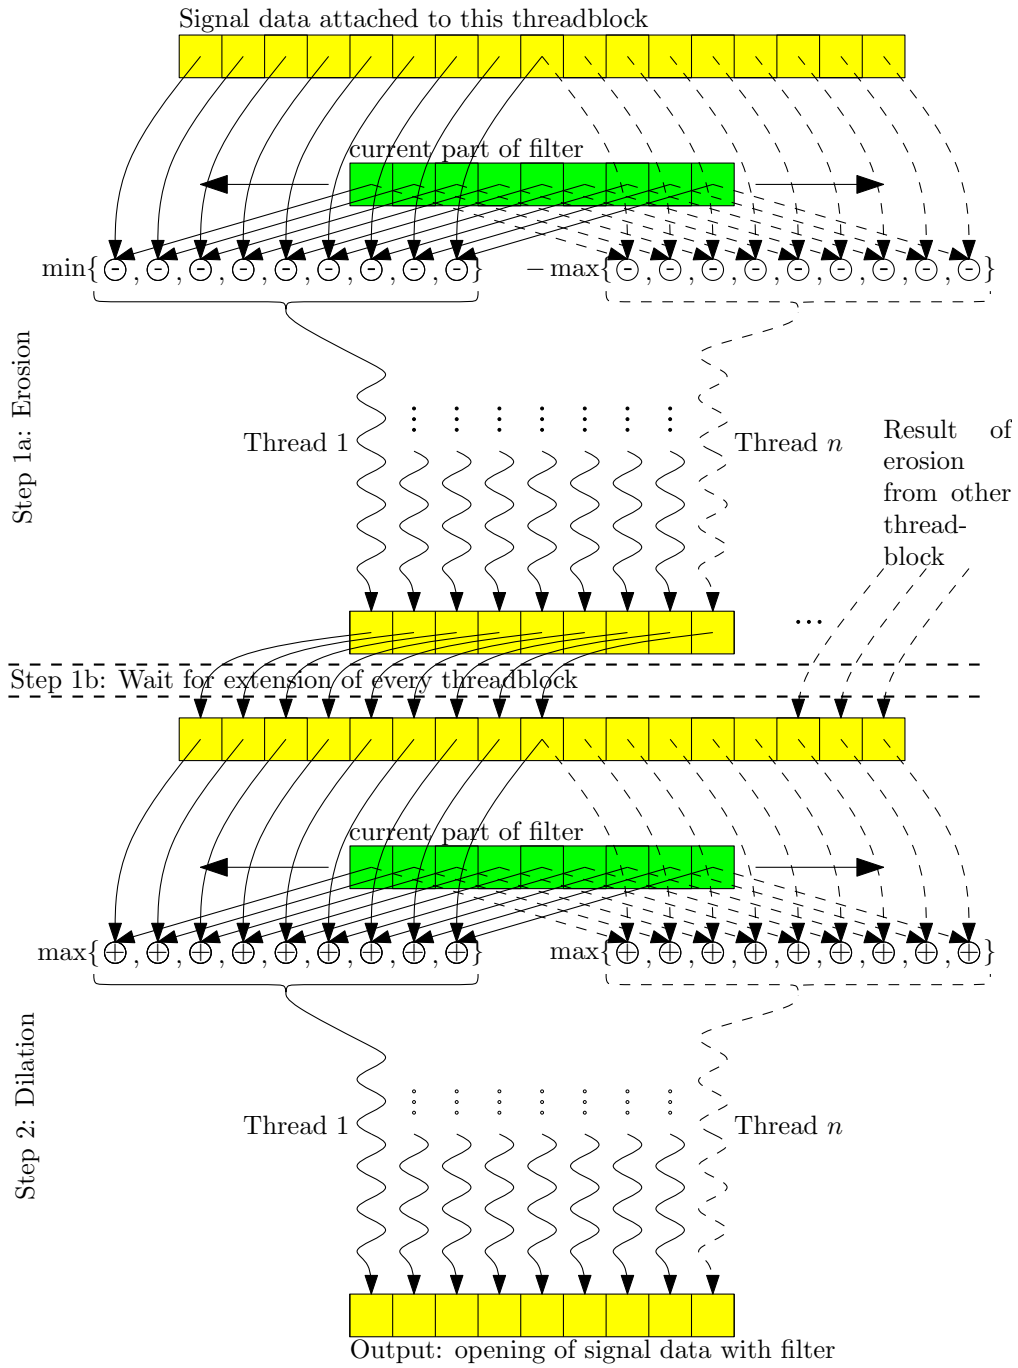 Signal data attached to this threadblock
current part of filter
min{ - , - , - , - , - , - , - , - , - }
− max{ - , - , - , - , - , - , - , - , - }
Step 1a: Erosion
Thread 1
Thread n
Result of
erosion
from other
thread-
block
...
Step 1b: Wait for extension of every threadblock
current part of filter
max{ + , + , + , + , + , + , + , + , + }
max{ + , + , + , + , + , + , + , + , + }
Step 2: Dilation
Thread 1
Thread n
Output: opening of signal data with filter